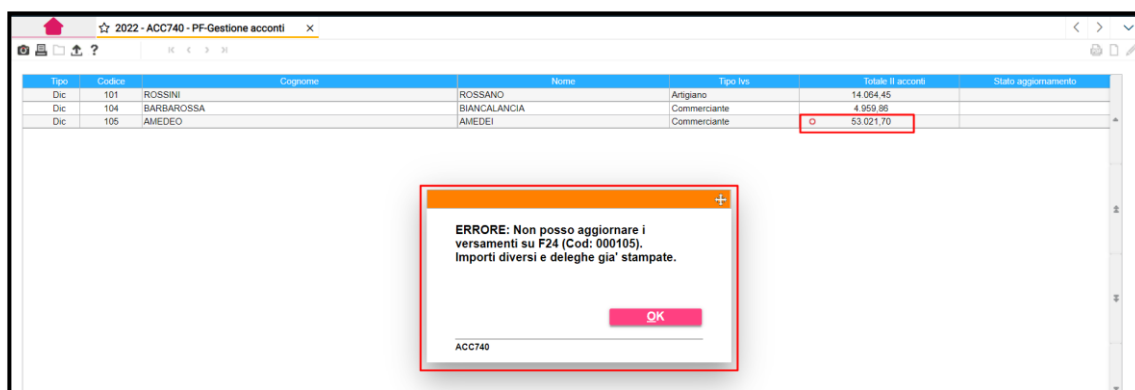 2022 - ACC740 - PF-Gestione acconti
Tipo Codice Cognome Nome Tipo Ivs Totale II acconti Stato aggiornamento
Dic 101 ROSSINI ROSSANO Artigiano 14.064,45
Dic 104 BARBAROSSA BIANCALANCIA Commerciante 4.959,86
Dic 105 AMEDEO AMEDEI Commerciante 53.021,70
ERRORE: Non posso aggiornare i
versamenti su F24 (Cod: 000105).
Importi diversi e deleghe gia' stampate.
OK
ACC740